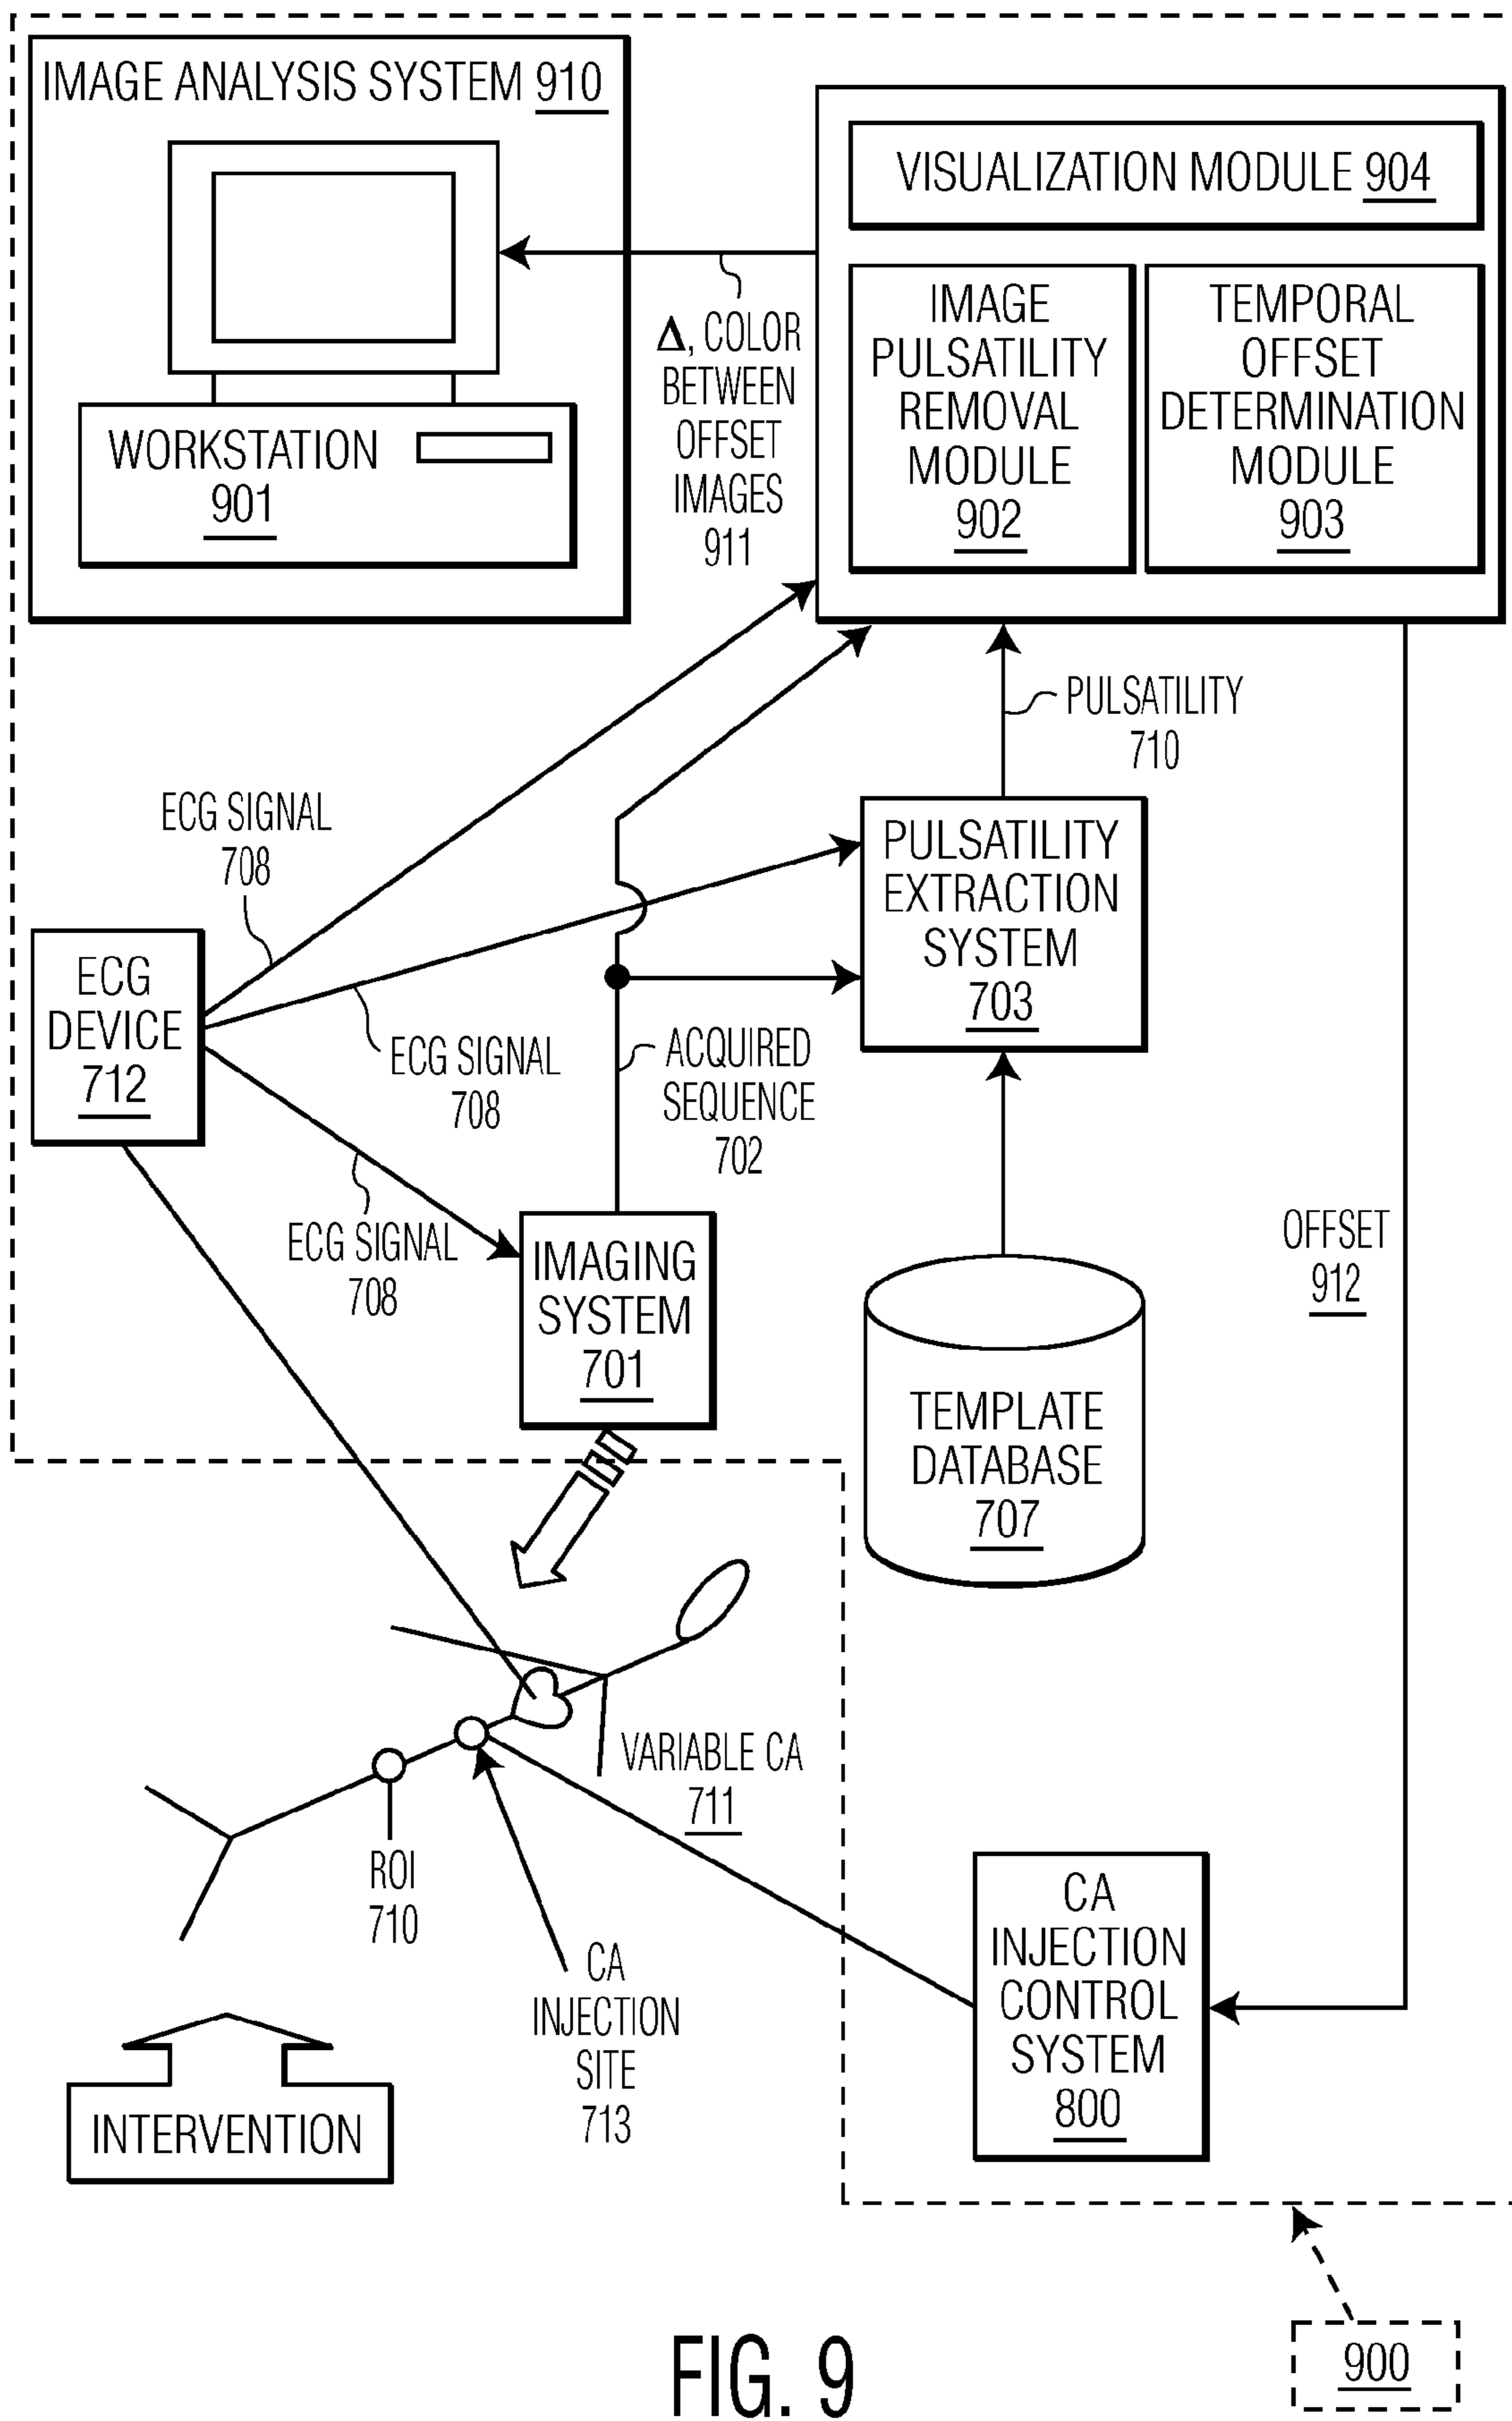 IMAGE ANALYSIS SYSTEM 910
WORKSTATION
901
VISUALIZATION MODULE 904
IMAGE
PULSATILITY
REMOVAL
MODULE
902
TEMPORAL
OFFSET
DETERMINATION
MODULE
903
Δ, COLOR
BETWEEN
OFFSET
IMAGES
911
PULSATILITY
710
ECG SIGNAL
708
PULSATILITY
EXTRACTION
SYSTEM
703
ECG
DEVICE
712
ECG SIGNAL
708
ACQUIRED
SEQUENCE
702
ECG SIGNAL
708
IMAGING
SYSTEM
701
OFFSET
912
TEMPLATE
DATABASE
707
VARIABLE CA
711
ROI
710
CA
INJECTION
SITE
713
CA
INJECTION
CONTROL
SYSTEM
800
INTERVENTION
900
FIG. 9